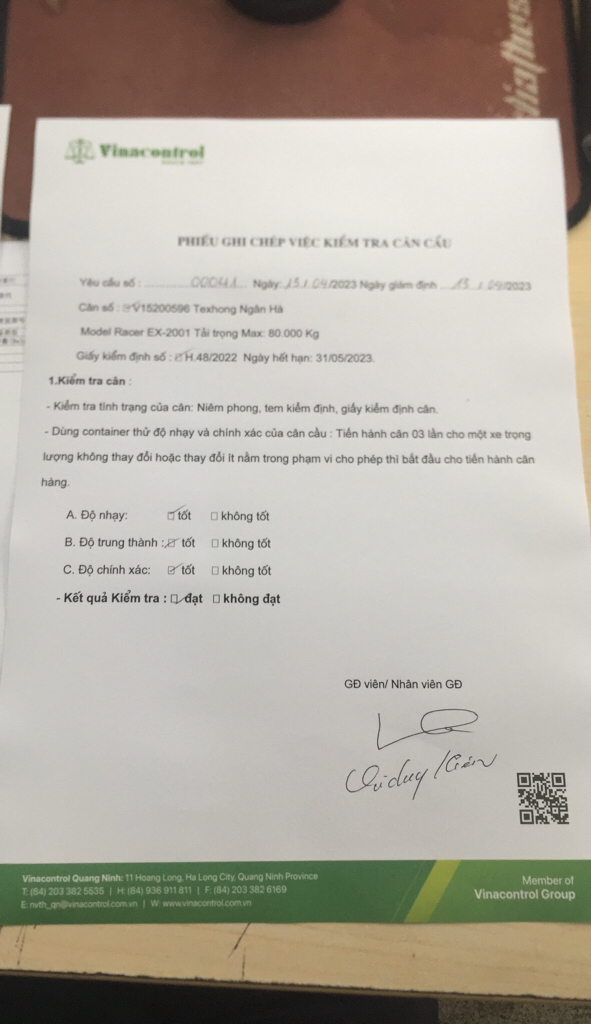 Vinacontrol
PHIẾU GHI CHÉP VIỆC KIỂM TRA CÂN CẦU
Yêu cầu số : Ngày: 15/04/2023 Ngày giám định 15/04/2023
Cân số : V15200596 Texhong Ngân Hà
Model Racer EX-2001 Tải trọng Max: 80.000 Kg
Giấy kiểm định số : H.48/2022 Ngày hết hạn: 31/05/2023.
1.Kiểm tra cân :
- Kiểm tra tình trạng của cân: Niêm phong, tem kiểm định, giấy kiểm định cân.
- Dùng container thử độ nhạy và chính xác của cân cầu : Tiến hành cân 03 lần cho một xe trọng
lượng không thay đổi hoặc thay đổi ít nằm trong phạm vi cho phép thì bắt đầu cho tiến hành cân
hàng.
A. Độ nhạy: ☑ tốt ☐ không tốt
B. Độ trung thành : ☑ tốt ☐ không tốt
C. Độ chính xác: ☑ tốt ☐ không tốt
- Kết quả Kiểm tra : ☑ đạt ☐ không đạt
GĐ viên/ Nhân viên GĐ
Vinacontrol Quang Ninh: 11 Hoang Long, Ha Long City, Quang Ninh Province
T: (84) 203 382 5535 | H: (84) 936 911 811 | F: (84) 203 382 6169
E: nvth_qn@vinacontrol.com.vn | W: www.vinacontrol.com.vn
Member of
Vinacontrol Group